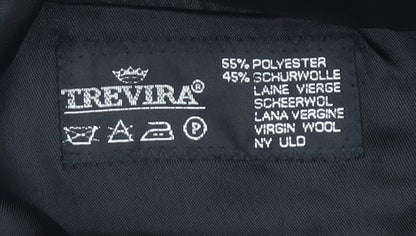 TREVIRA®
P
55% POLYESTER
45% SCHURWOLLE
LAINE VIERGE
SCHEERWOL
LANA VERGINE
VIRGIN WOOL
NY ULD